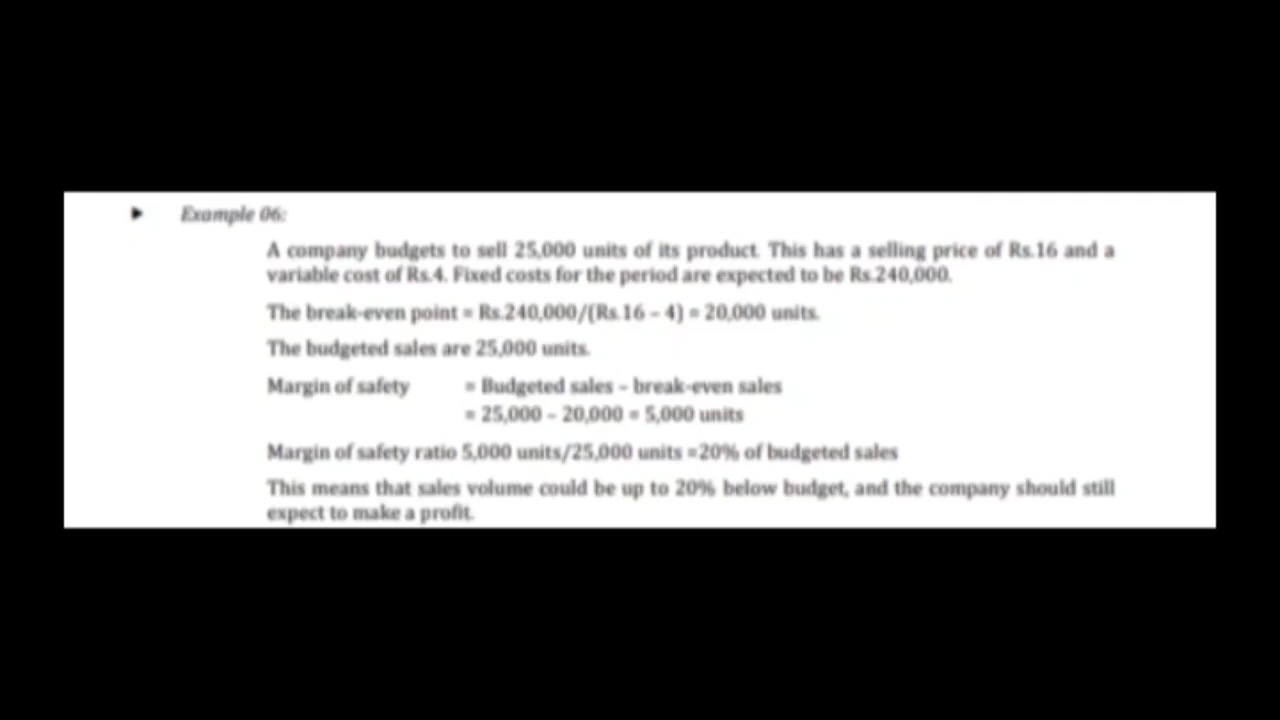 ► Example 06:
A company budgets to sell 25,000 units of its product. This has a selling price of Rs.16 and a
variable cost of Rs.4. Fixed costs for the period are expected to be Rs.240,000.
The break-even point = Rs.240,000/(Rs.16 – 4) = 20,000 units.
The budgeted sales are 25,000 units.
Margin of safety = Budgeted sales – break-even sales
= 25,000 – 20,000 = 5,000 units
Margin of safety ratio 5,000 units/25,000 units =20% of budgeted sales
This means that sales volume could be up to 20% below budget, and the company should still
expect to make a profit.